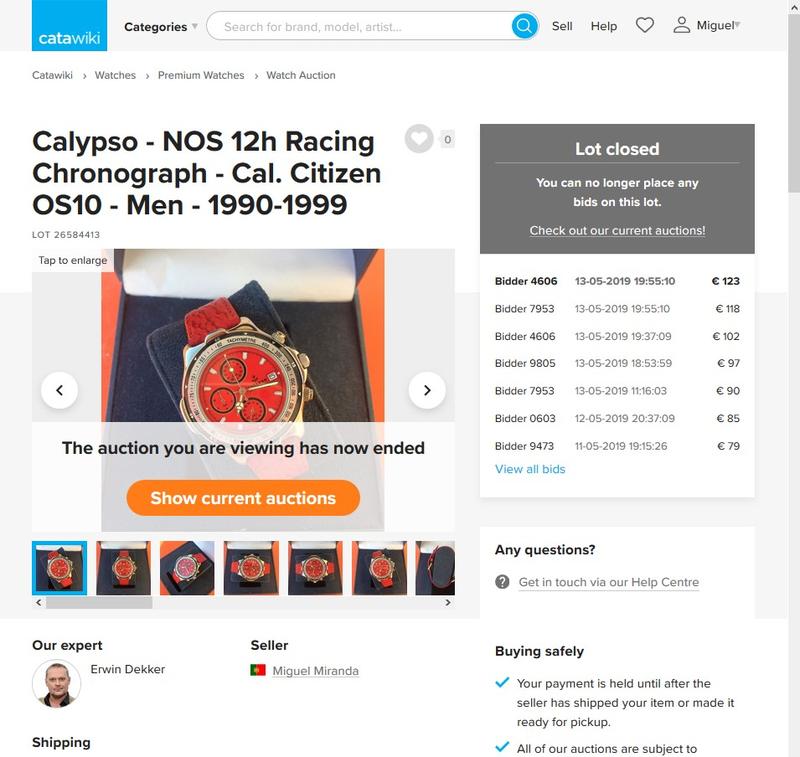 catawiki
Categories
Search for brand, model, artist...
Sell
Help
Miguel
Catawiki › Watches › Premium Watches › Watch Auction
Calypso - NOS 12h Racing
Chronograph - Cal. Citizen
OS10 - Men - 1990-1999
0
LOT 26584413
Tap to enlarge
TACHYMETRE
The auction you are viewing has now ended
Show current auctions
Our expert
Erwin Dekker
Seller
Miguel Miranda
Shipping
Lot closed
You can no longer place any
bids on this lot.
Check out our current auctions!
Bidder 4606 13-05-2019 19:55:10 € 123
Bidder 7953 13-05-2019 19:55:10 € 118
Bidder 4606 13-05-2019 19:37:09 € 102
Bidder 9805 13-05-2019 18:53:59 € 97
Bidder 7953 13-05-2019 11:16:03 € 90
Bidder 0603 12-05-2019 20:37:09 € 85
Bidder 9473 11-05-2019 19:15:26 € 79
View all bids
Any questions?
Get in touch via our Help Centre
Buying safely
Your payment is held until after the
seller has shipped your item or made it
ready for pickup.
All of our auctions are subject to